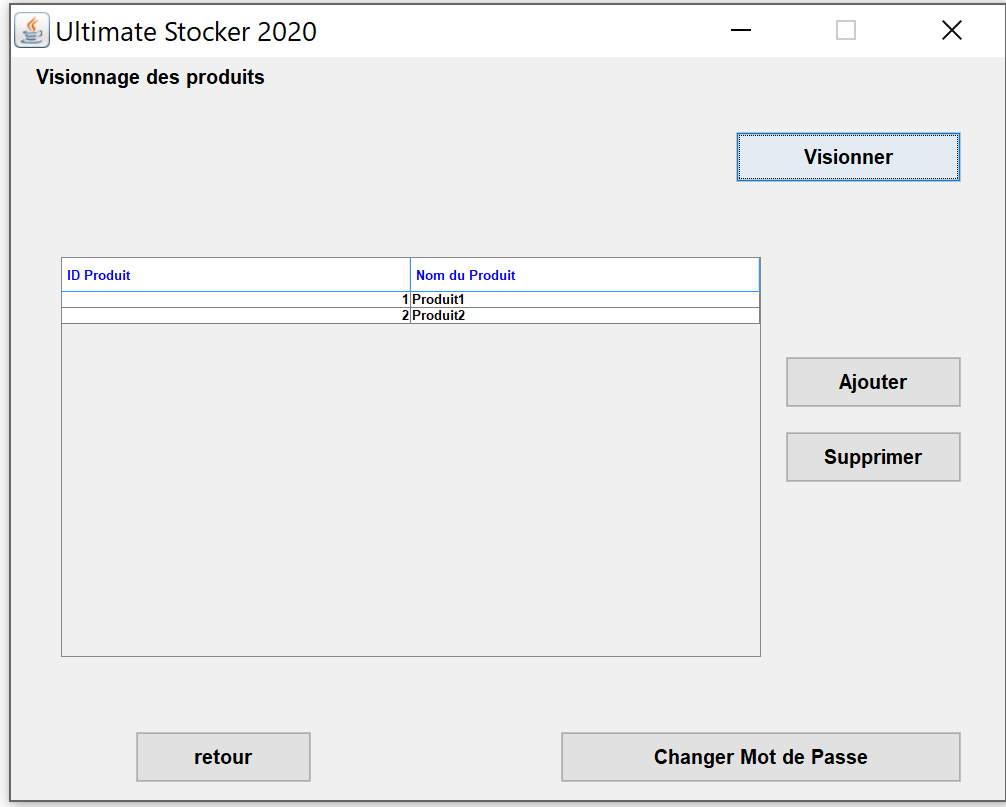 Ultimate Stocker 2020
Visionnage des produits
Visionner
ID Produit Nom du Produit
1 Produit1
2 Produit2
Ajouter
Supprimer
retour Changer Mot de Passe